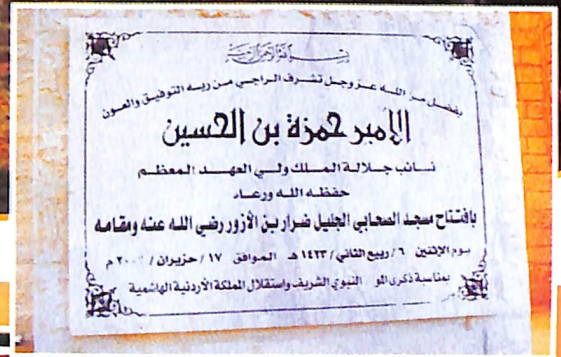 بسم الله الرحمن الرحيم
بفضل من الله عز وجل تشرف الراجي من ربه التوفيق والعون
الأمير حمزة بن الحسين
نائب جلالة الملك ولي العهد المعظم
حفظه الله ورعاه
بافتتاح مسجد الصحابي الجليل ضرار بن الأزور رضي الله عنه ومقامه
يوم الإثنين ٦/ ربيع الثاني/ ١٤٢٣ هـ الموافق ١٧/ حزيران/ م
بمناسبة ذكرى النبوي الشريف واستقلال المملكة الأردنية الهاشمية